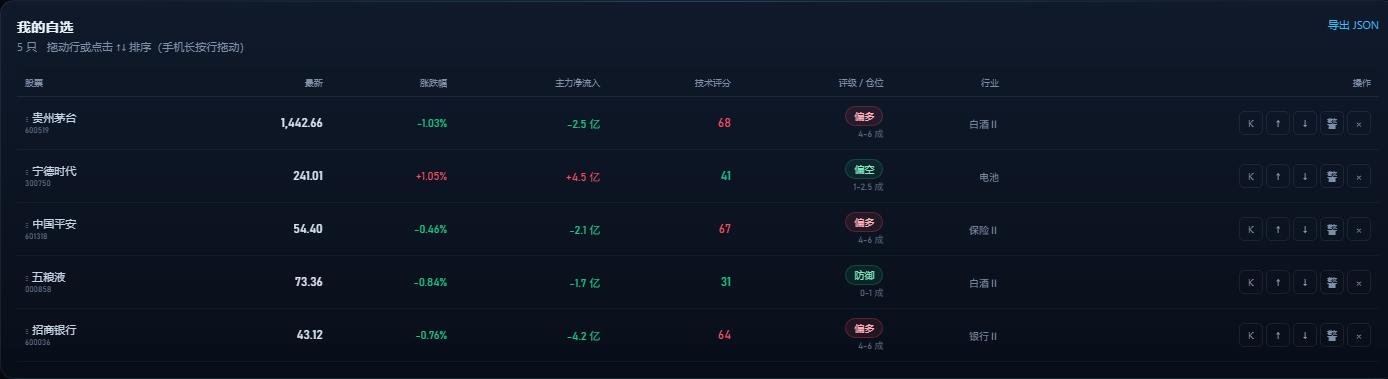 我的自选
导出 JSON
5 只 拖动行或点击 ↑↓ 排序（手机长按行拖动）
股票 最新 涨跌幅 主力净流入 技术评分 评级 / 仓位 行业 操作
贵州茅台 1,442.66 -1.03% -2.5 亿 68 偏多 白酒Ⅱ K ↑ ↓ 警 ×
600519 4-6 成
宁德时代 241.01 +1.05% +4.5 亿 41 偏空 电池 K ↑ ↓ 警 ×
300750 1-2.5 成
中国平安 54.40 -0.46% -2.1 亿 67 偏多 保险Ⅱ K ↑ ↓ 警 ×
601318 4-6 成
五粮液 73.36 -0.84% -1.7 亿 31 防御 白酒Ⅱ K ↑ ↓ 警 ×
000858 0-1 成
招商银行 43.12 -0.76% -4.2 亿 64 偏多 银行Ⅱ K ↑ ↓ 警 ×
600036 4-6 成